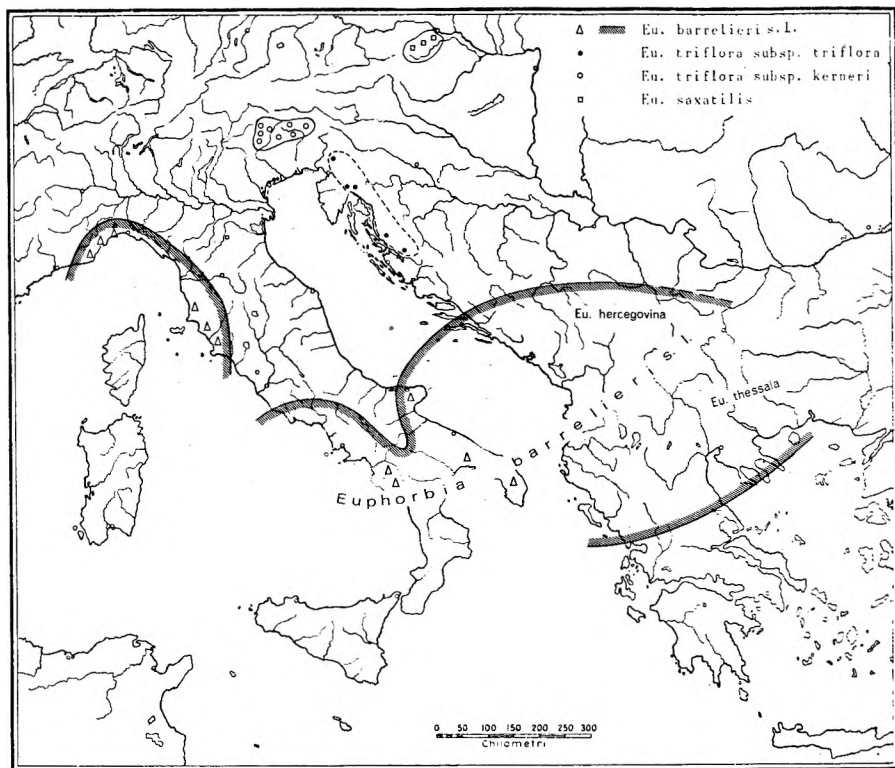 Eu. barrelieri s.l.
Eu. triflora subsp. triflora
Eu. triflora subsp. kerneri
Eu. saxatilis
Eu. hercegovina
Eu. thessala
Euphorbia barrelieri s.l.
0 50 100 150 200 250 300
Chilometri